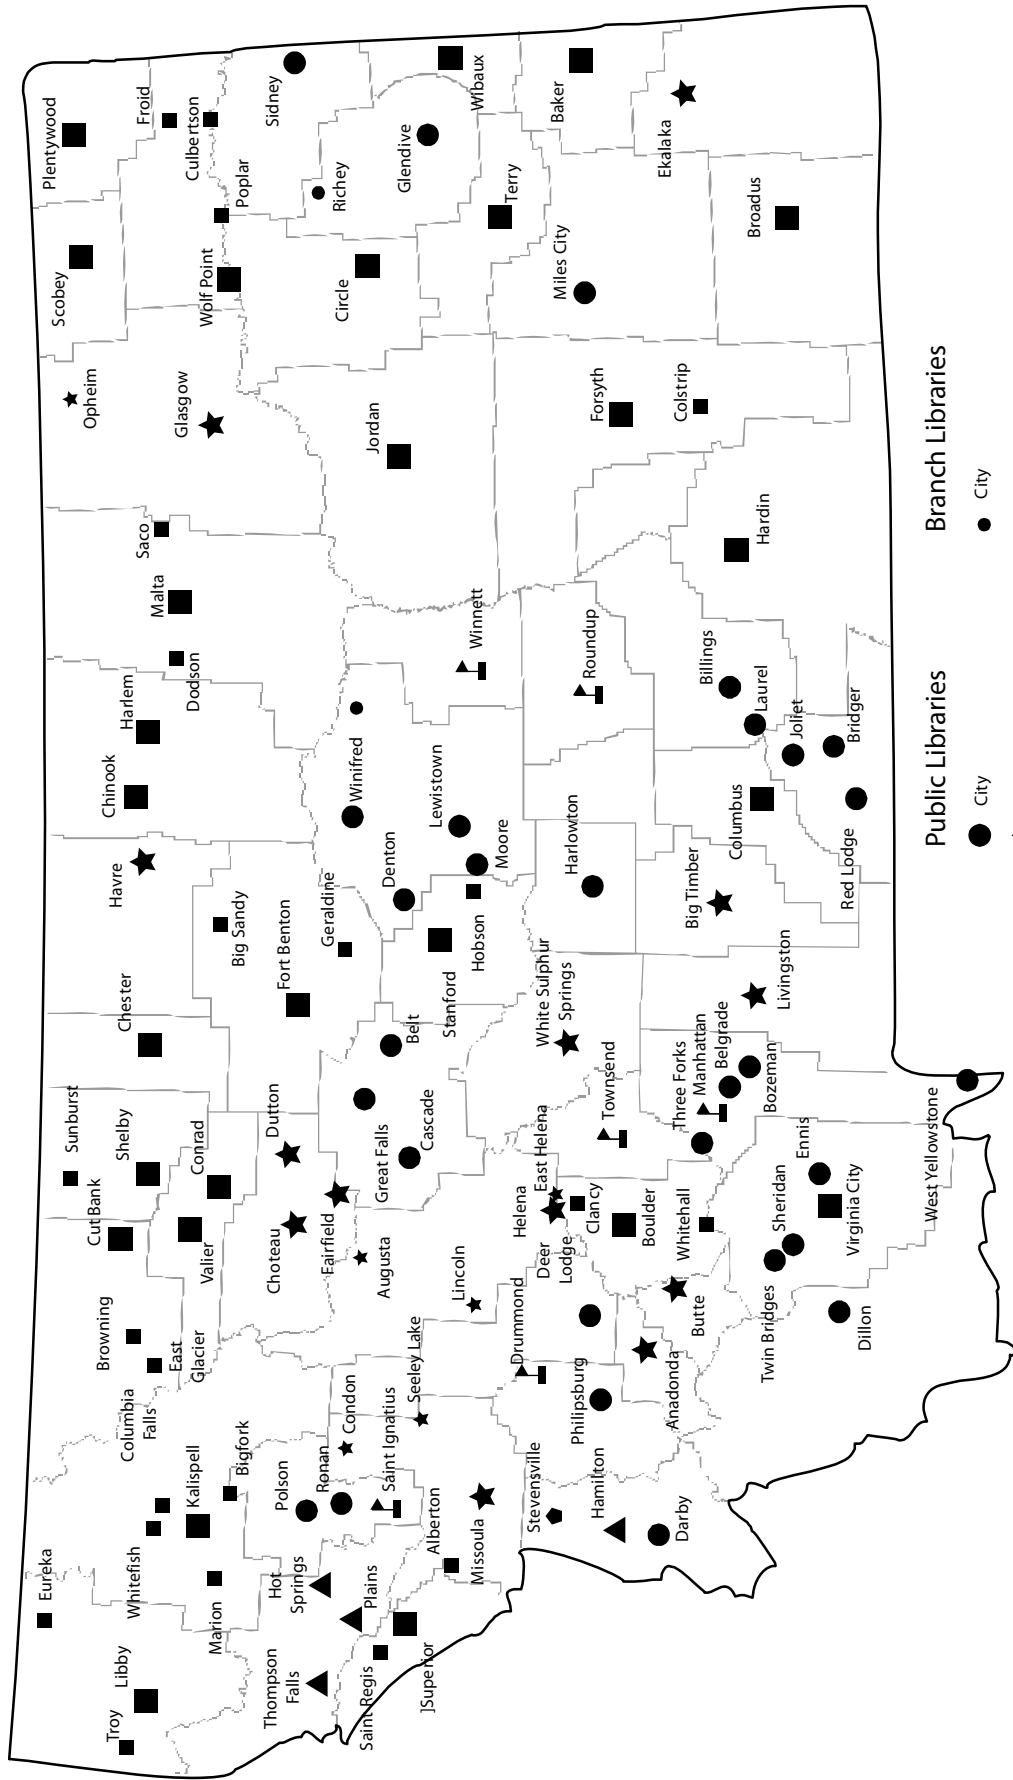 Troy
Libby
Eureka
Whitefish
Marion
Kalispell
Columbia
Falls
Bigfork
East
Glacier
Browning
Cut Bank
Valier
Sunburst
Shelby
Conrad
Chester
Havre
Big Sandy
Fort Benton
Geraldine
Chinook
Harlem
Dodson
Malta
Saco
Opheim
Glasgow
Scobey
Plentywood
Froid
Culbertson
Poplar
Wolf Point
Sidney
Richey
Circle
Glendive
Wibaux
Terry
Baker
Ekalaka
Miles City
Broadus
Jordan
Forsyth
Colstrip
Hardin
Winnett
Roundup
Billings
Laurel
Joliet
Bridger
Red Lodge
Columbus
Big Timber
Winifred
Lewistown
Denton
Moore
Hobson
Stanford
Harlowton
Belt
Great Falls
Cascade
Dutton
Choteau
Fairfield
Augusta
Lincoln
White Sulphur
Springs
Townsend
Three Forks
Manhattan
Belgrade
Bozeman
Livingston
West Yellowstone
Ennis
Virginia City
Sheridan
Twin Bridges
Dillon
Helena
East Helena
Clancy
Boulder
Whitehall
Butte
Deer
Lodge
Anadonda
Drummond
Philipsburg
Seeley Lake
Condon
Saint Ignatius
Ronan
Polson
Hot
Springs
Plains
Thompson
Falls
Saint Regis
]Superior
Alberton
Missoula
Stevensville
Hamilton
Darby
Public Libraries
City
Branch Libraries
City